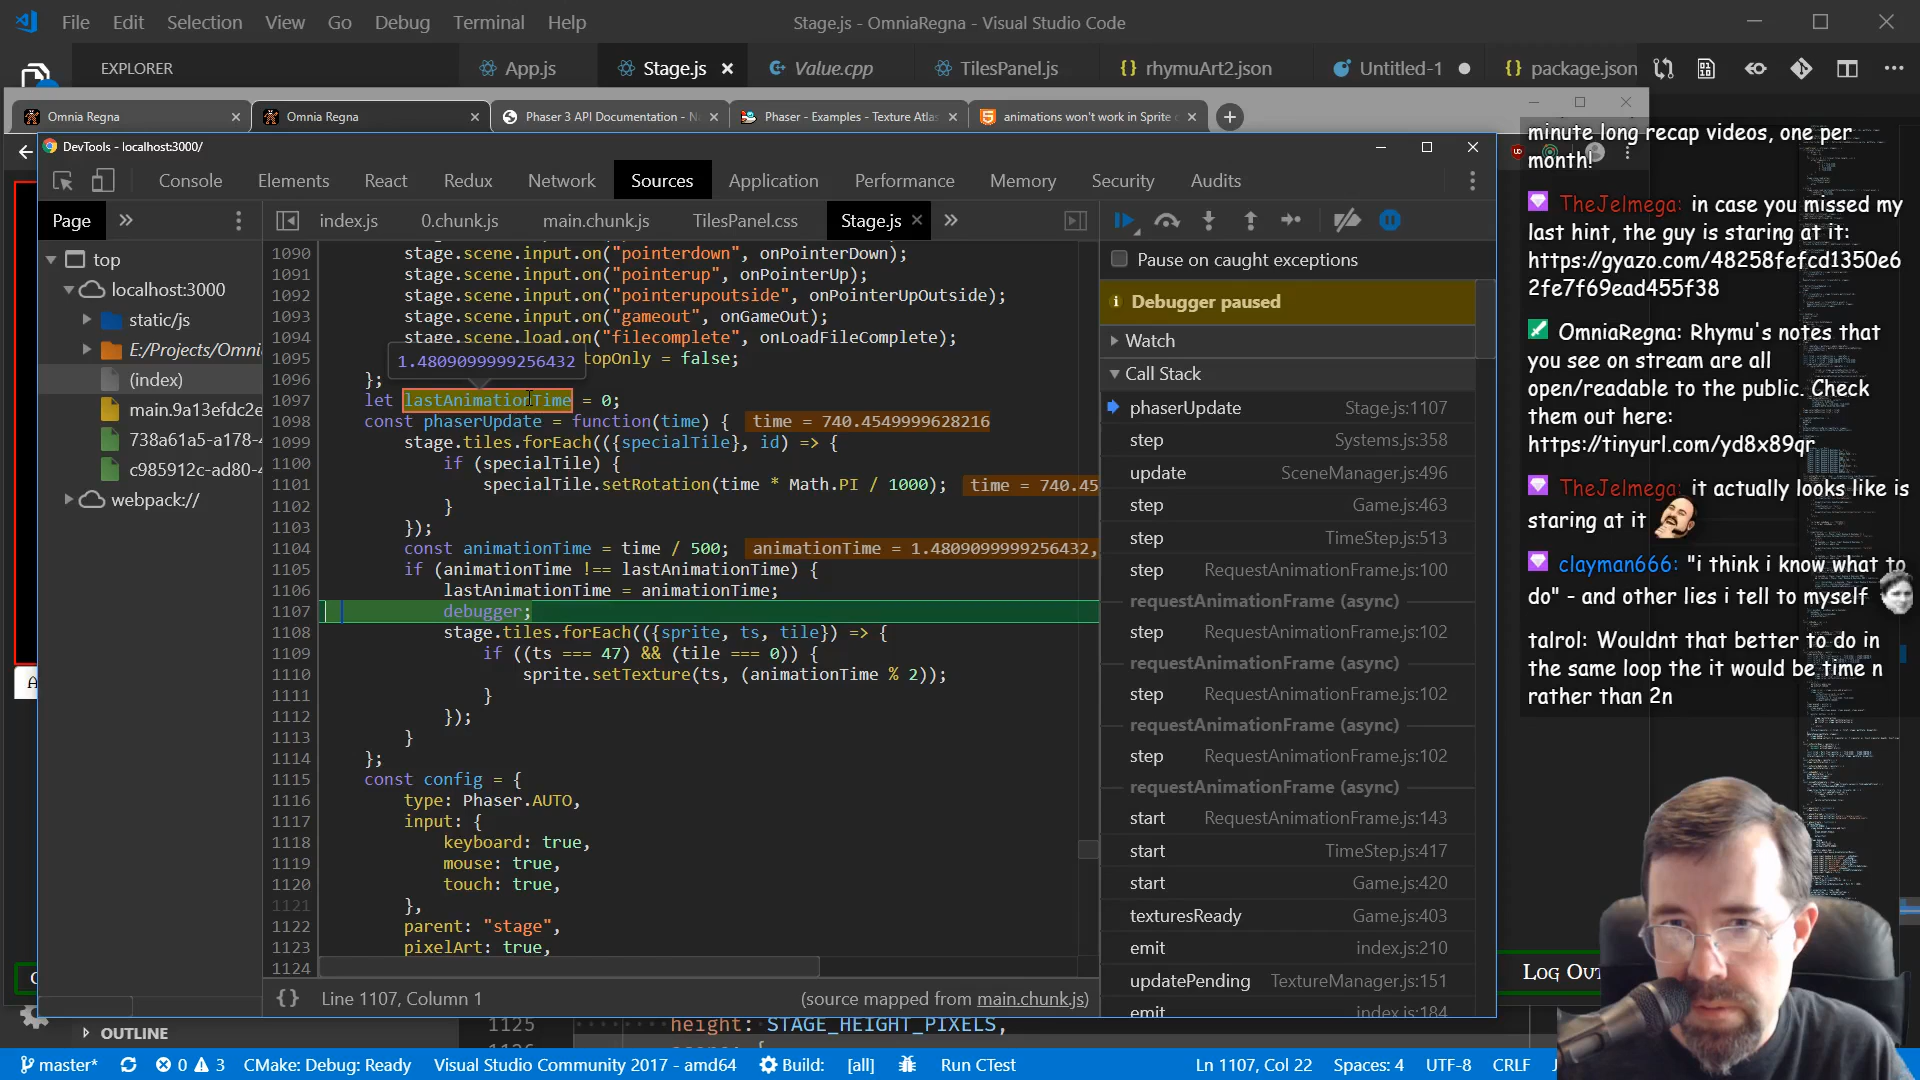 File Edit Selection View Go Debug Terminal Help
Stage.js - OmniaRegna - Visual Studio Code
EXPLORER
App.js
Stage.js
Value.cpp
TilesPanel.js
rhymuArt2.json
Untitled-1
package.json
Omnia Regna
Omnia Regna
Phaser 3 API Documentation - N
Phaser - Examples - Texture Atlas
animations won't work in Sprite
DevTools - localhost:3000/
Console Elements React Redux Network Sources Application Performance Memory Security Audits
Page
index.js
0.chunk.js
main.chunk.js
TilesPanel.css
Stage.js
top
localhost:3000
static/js
E:/Projects/Omni
(index)
main.9a13efdc2e
738a61a5-a178-4
c985912c-ad80-4
webpack://
1090 stage.scene.input.on("pointerdown", onPointerDown);
1091 stage.scene.input.on("pointerup", onPointerUp);
1092 stage.scene.input.on("pointerupoutside", onPointerUpOutside);
1093 stage.scene.input.on("gameout", onGameOut);
1094 stage.scene.load.on("filecomplete", onLoadFileComplete);
1095 topOnly = false;
1.4809099999256432
1096 };
1097 let lastAnimationTime = 0;
1098 const phaserUpdate = function(time) { time = 740.4549999628216
1099 stage.tiles.forEach(({specialTile}, id) => {
1100 if (specialTile) {
1101 specialTile.setRotation(time * Math.PI / 1000); time = 740.45
1102 }
1103 });
1104 const animationTime = time / 500; animationTime = 1.4809099999256432,
1105 if (animationTime !== lastAnimationTime) {
1106 lastAnimationTime = animationTime;
1107 debugger;
1108 stage.tiles.forEach(({sprite, ts, tile}) => {
1109 if ((ts === 47) && (tile === 0)) {
1110 sprite.setTexture(ts, (animationTime % 2));
1111 }
1112 });
1113 }
1114 };
1115 const config = {
1116 type: Phaser.AUTO,
1117 input: {
1118 keyboard: true,
1119 mouse: true,
1120 touch: true,
1121 },
1122 parent: "stage",
1123 pixelArt: true,
1124
{} Line 1107, Column 1 (source mapped from main.chunk.js)
Pause on caught exceptions
Debugger paused
Watch
Call Stack
phaserUpdate Stage.js:1107
step Systems.js:358
update SceneManager.js:496
step Game.js:463
step TimeStep.js:513
step RequestAnimationFrame.js:100
requestAnimationFrame (async)
step RequestAnimationFrame.js:102
requestAnimationFrame (async)
step RequestAnimationFrame.js:102
requestAnimationFrame (async)
step RequestAnimationFrame.js:102
requestAnimationFrame (async)
start RequestAnimationFrame.js:143
start TimeStep.js:417
start Game.js:420
texturesReady Game.js:403
emit index.js:210
updatePending TextureManager.js:151
emit index.js:184
minute long recap videos, one per
month!
TheJelmega: in case you missed my
last hint, the guy is staring at it:
https://gyazo.com/48258fefcd1350e6
2fe7f69ead455f38
OmniaRegna: Rhymu's notes that
you see on stream are all
open/readable to the public. Check
them out here:
https://tinyurl.com/yd8x89qr
TheJelmega: it actually looks like is
staring at it
clayman666: "i think i know what to
do" - and other lies i tell to myself
talrol: Wouldnt that better to do in
the same loop the it would be time n
rather than 2n
LOG OUT
OUTLINE
1125 height: STAGE_HEIGHT_PIXELS,
master* 0 3 CMake: Debug: Ready Visual Studio Community 2017 - amd64 Build: [all] Run CTest Ln 1107, Col 22 Spaces: 4 UTF-8 CRLF